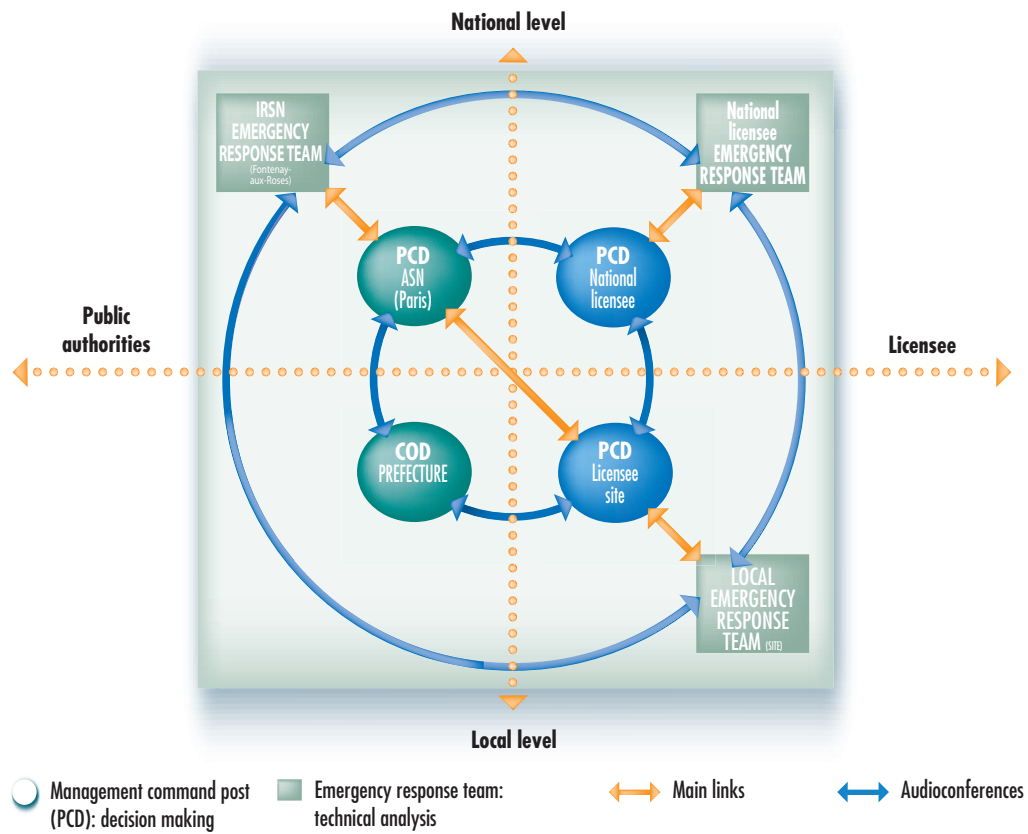 National level
IRSN
EMERGENCY
RESPONSE TEAM
(Fontenay-
aux-Roses)
National
licensee
EMERGENCY
RESPONSE TEAM
PCD
ASN
(Paris)
PCD
National
licensee
Public
authorities
Licensee
COD
PREFECTURE
PCD
Licensee
site
LOCAL
EMERGENCY
RESPONSE
TEAM (SITE)
Local level
Management command post
(PCD): decision making
Emergency response team:
technical analysis
Main links
Audioconferences